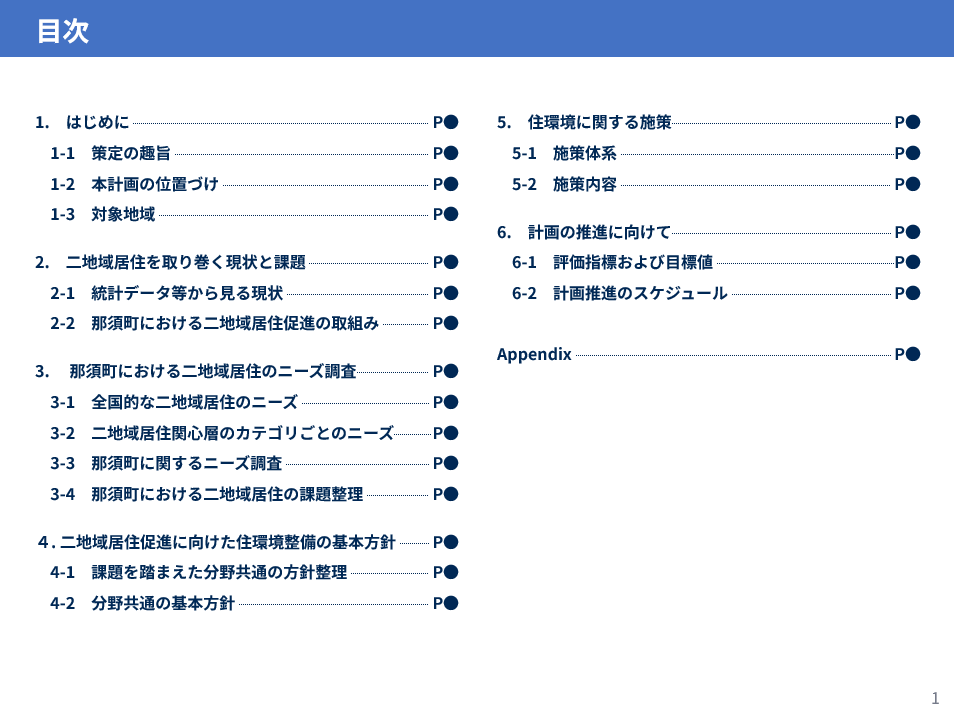 目次
1. はじめに P●
1-1 策定の趣旨 P●
1-2 本計画の位置づけ P●
1-3 対象地域 P●
2. 二地域居住を取り巻く現状と課題 P●
2-1 統計データ等から見る現状 P●
2-2 那須町における二地域居住促進の取組み P●
3. 那須町における二地域居住のニーズ調査 P●
3-1 全国的な二地域居住のニーズ P●
3-2 二地域居住関心層のカテゴリごとのニーズ P●
3-3 那須町に関するニーズ調査 P●
3-4 那須町における二地域居住の課題整理 P●
４. 二地域居住促進に向けた住環境整備の基本方針 P●
4-1 課題を踏まえた分野共通の方針整理 P●
4-2 分野共通の基本方針 P●
5. 住環境に関する施策 P●
5-1 施策体系 P●
5-2 施策内容 P●
6. 計画の推進に向けて P●
6-1 評価指標および目標値 P●
6-2 計画推進のスケジュール P●
Appendix P●
1